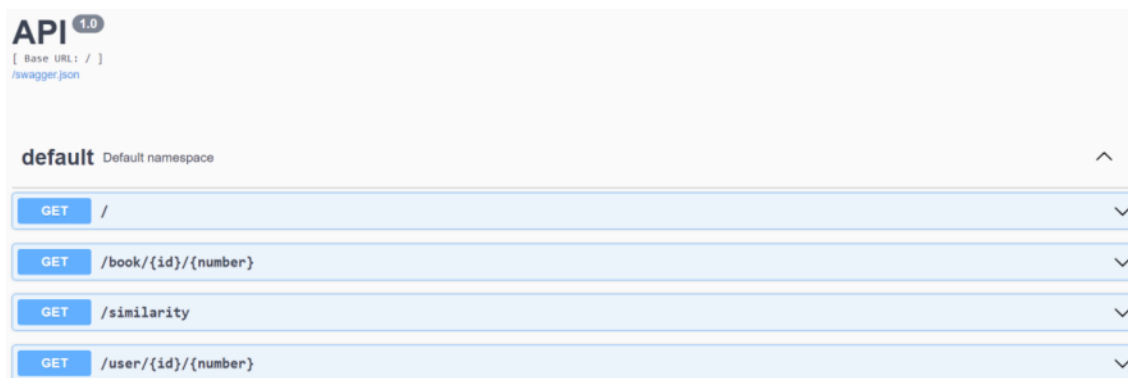 API 1.0
[ Base URL: / ]
/swagger.json
default Default namespace
GET /
GET /book/{id}/{number}
GET /similarity
GET /user/{id}/{number}